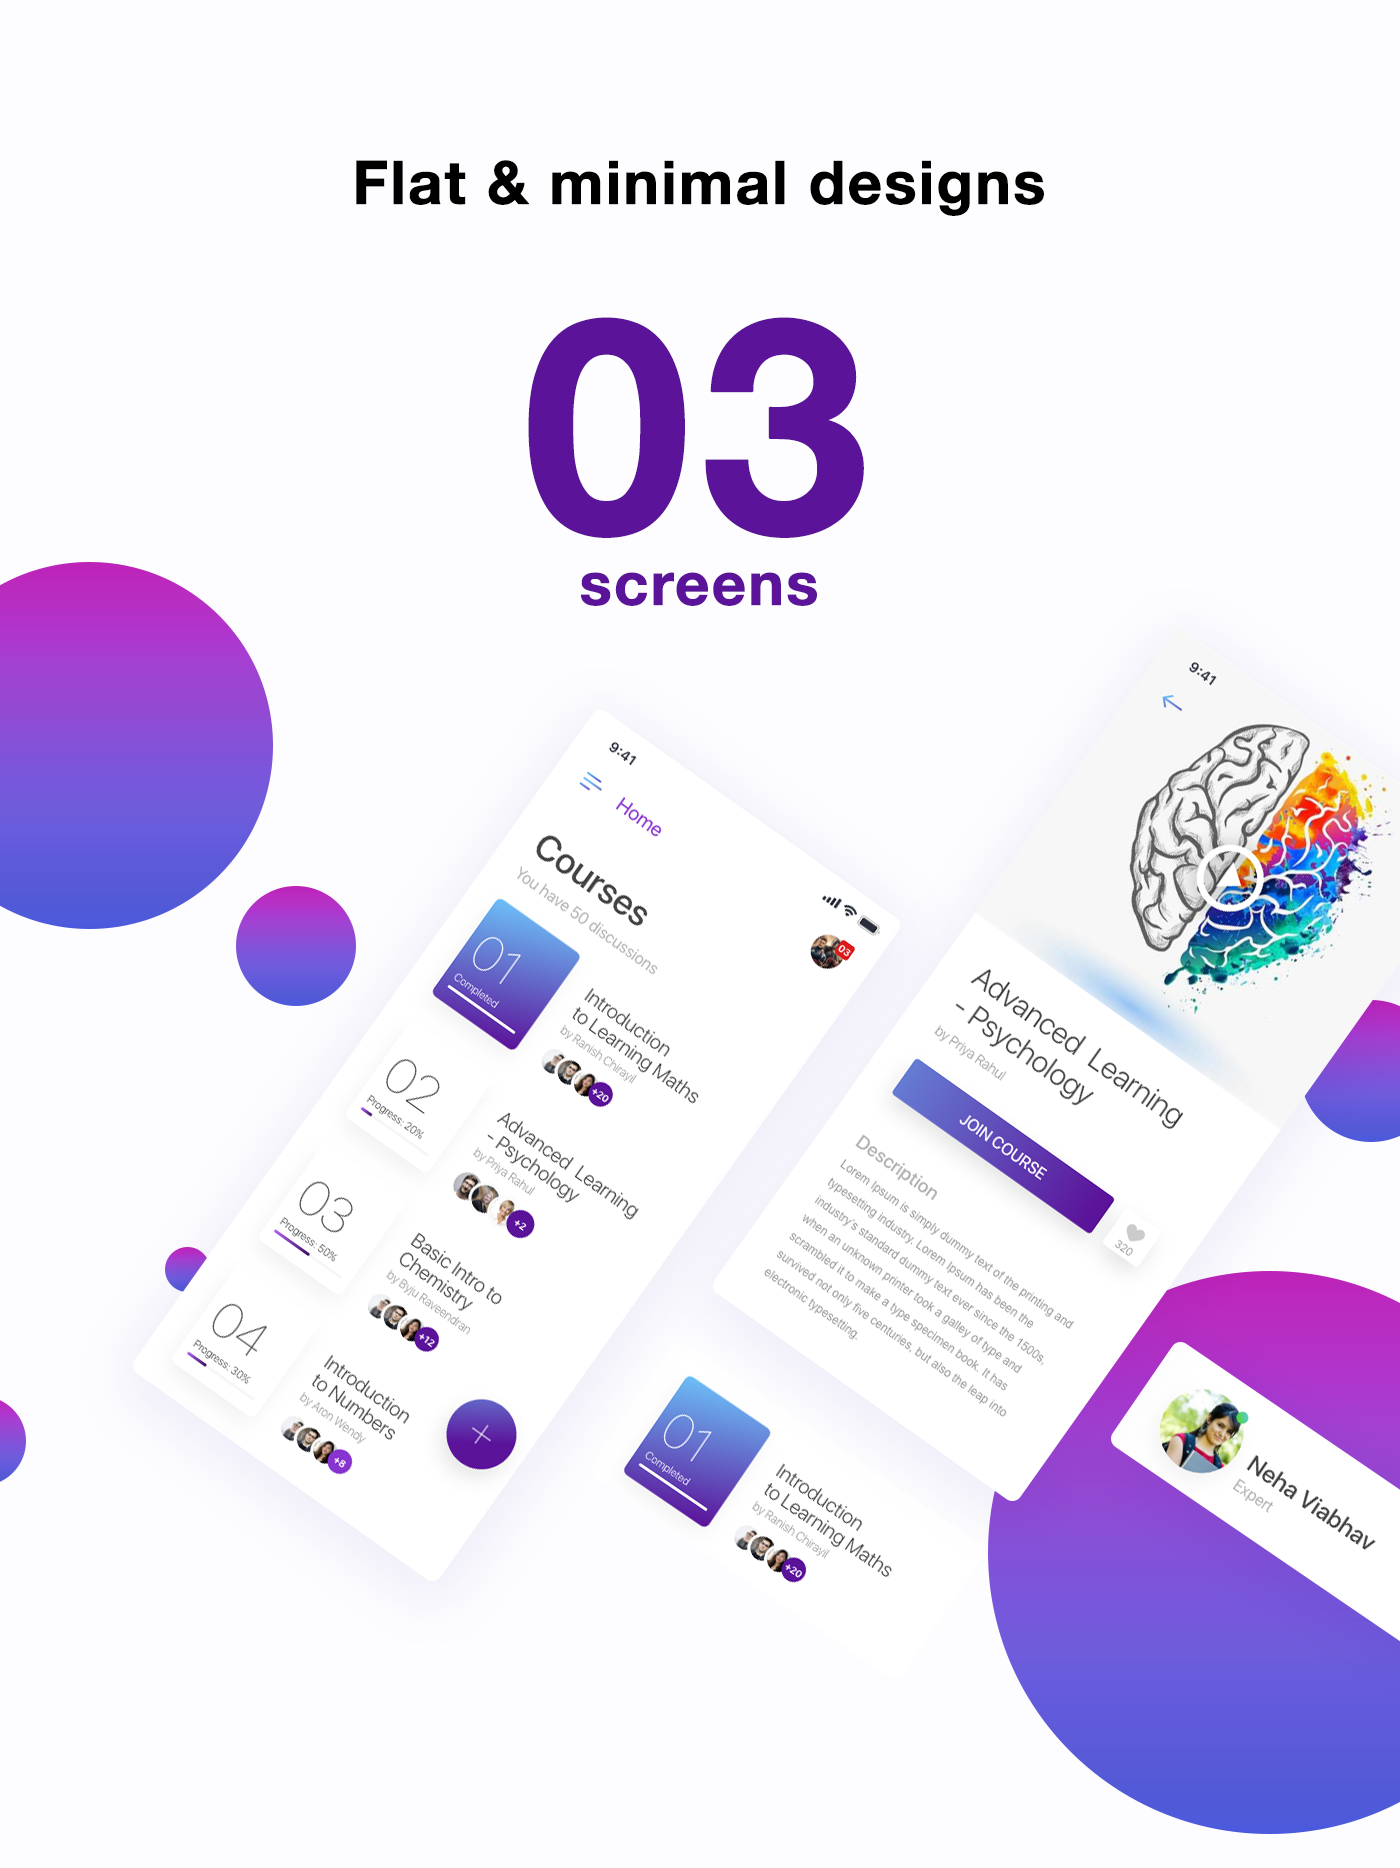 Flat & minimal designs
03
screens
9:41
Home
Courses
You have 50 discussions
03
01
Completed
Introduction
to Learning Maths
by Ranish Chirayil
+20
02
Progress: 20%
Advanced Learning
- Psychology
by Priya Rahul
+2
03
Progress: 50%
Basic Intro to
Chemistry
by Byju Raveendran
+12
04
Progress: 30%
Introduction
to Numbers
by Aron Wendy
+8
9:41
Advanced Learning
- Psychology
by Priya Rahul
JOIN COURSE
320
Description
Lorem Ipsum is simply dummy text of the printing and
typesetting industry. Lorem Ipsum has been the
industry's standard dummy text ever since the 1500s,
when an unknown printer took a galley of type and
scrambled it to make a type specimen book. It has
survived not only five centuries, but also the leap into
electronic typesetting.
01
Completed
Introduction
to Learning Maths
by Ranish Chirayil
+20
Neha Viabhav
Expert